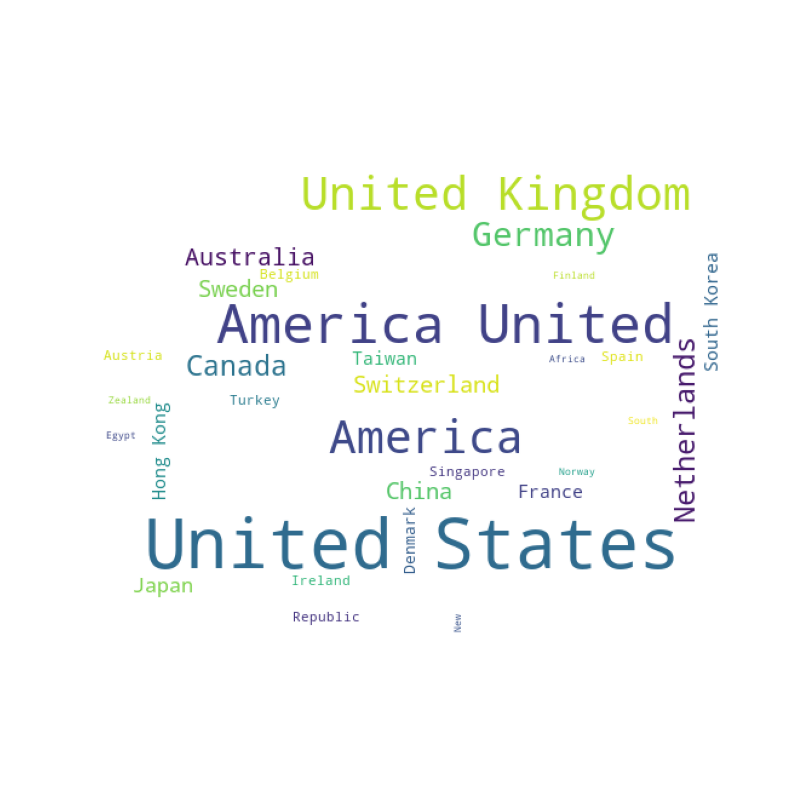 United Kingdom
Germany
Australia
Belgium
Finland
Sweden
South Korea
America United
Austria
Taiwan
Africa
Spain
Canada
Switzerland
Netherlands
Zealand
Turkey
Hong Kong
South
Egypt
America
Singapore
Norway
China
France
Denmark
United States
Japan
Ireland
Republic
New